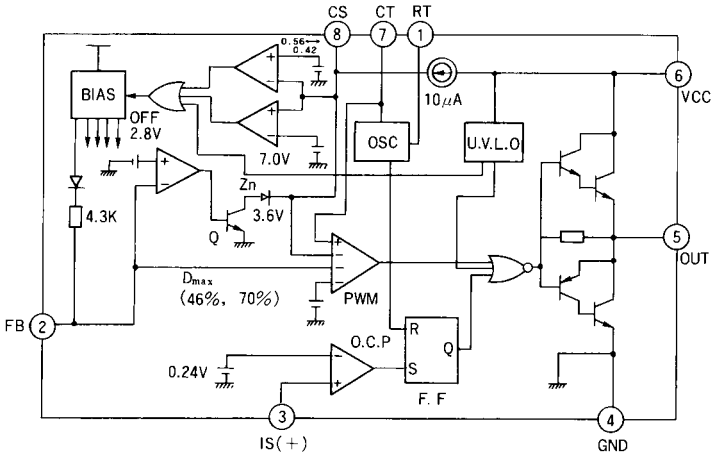 CS CT RT
8 7 1
0.56
0.42
10μA
6
VCC
BIAS
OFF
2.8V
7.0V
OSC
U.V.L.O
Zn
3.6V
4.3K
Q
5
OUT
Dmax
(46%, 70%)
PWM
FB 2
O.C.P
R
Q
S
0.24V
F. F
3
IS(+)
4
GND
+
−
+
−
+
−
+
−
−
−
−
+